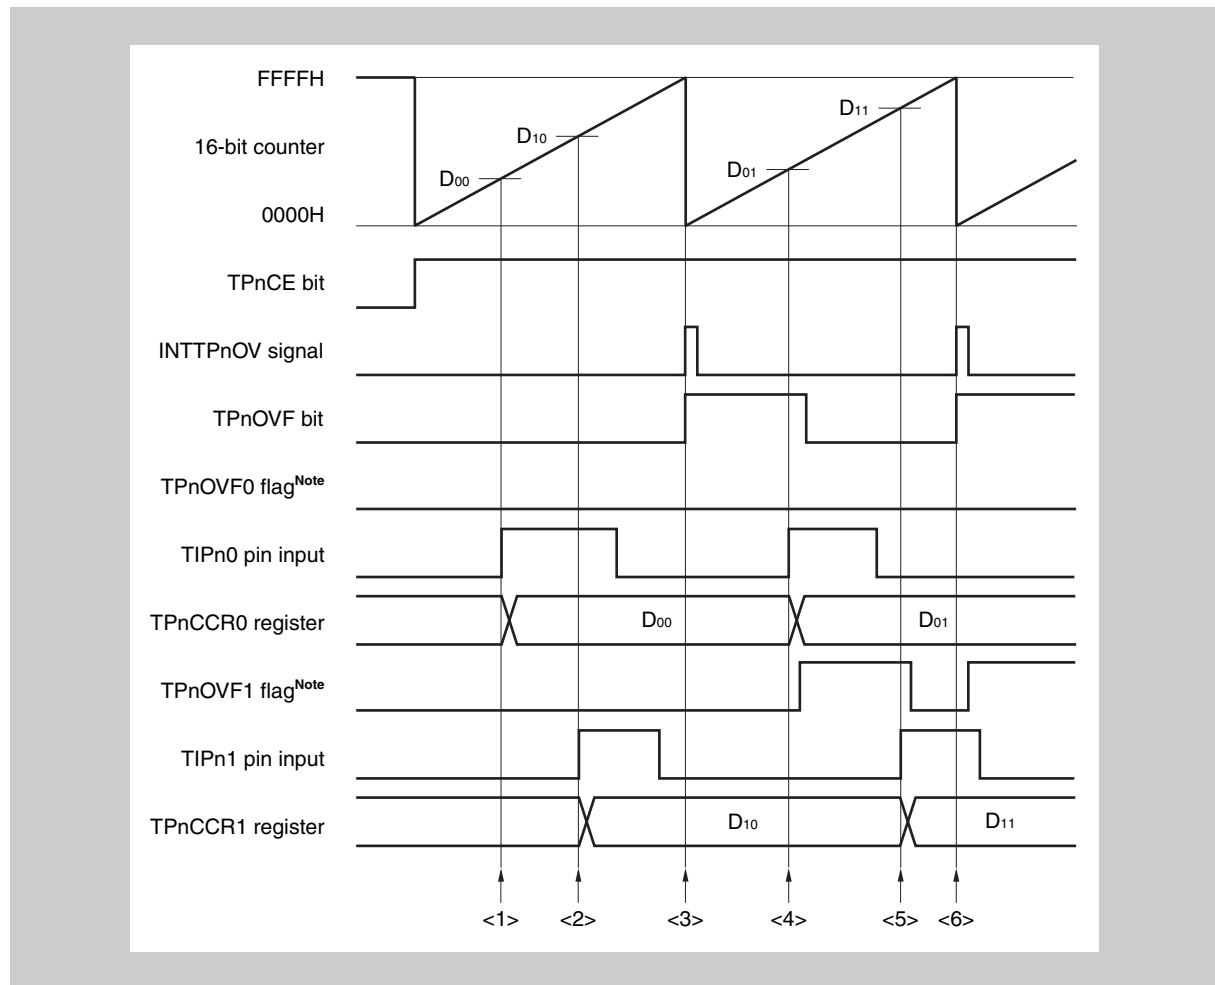 FFFFH
16-bit counter
0000H
D00
D10
D01
D11
TPnCE bit
INTTPnOV signal
TPnOVF bit
TPnOVF0 flagNote
TIPn0 pin input
TPnCCR0 register
D00
D01
TPnOVF1 flagNote
TIPn1 pin input
TPnCCR1 register
D10
D11
<1> <2> <3> <4> <5> <6>